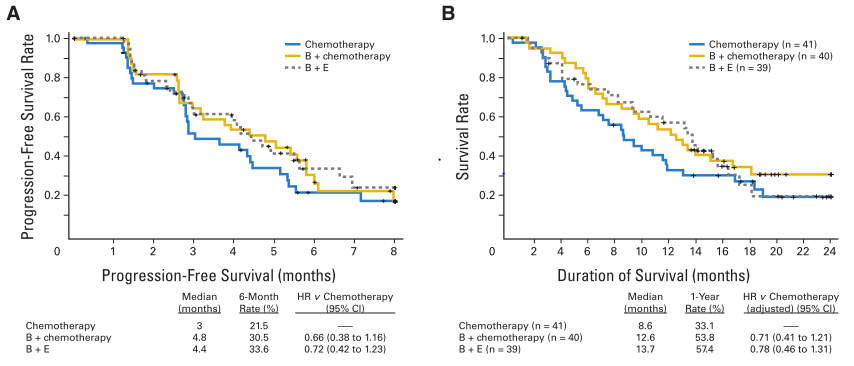 A
Progression-Free Survival Rate
1.0
0.8
0.6
0.4
0.2
0
1
2
3
4
5
6
7
8
Chemotherapy
B + chemotherapy
B + E
Progression-Free Survival (months)
Median (months) 6-Month Rate (%) HR v Chemotherapy (95% CI)
Chemotherapy 3 21.5 —
B + chemotherapy 4.8 30.5 0.66 (0.38 to 1.16)
B + E 4.4 33.6 0.72 (0.42 to 1.23)
B
Survival Rate
1.0
0.8
0.6
0.4
0.2
0
2
4
6
8
10
12
14
16
18
20
22
24
Chemotherapy (n = 41)
B + chemotherapy (n = 40)
B + E (n = 39)
Duration of Survival (months)
Median (months) 1-Year Rate (%) HR v Chemotherapy (adjusted) (95% CI)
Chemotherapy (n = 41) 8.6 33.1 —
B + chemotherapy (n = 40) 12.6 53.8 0.71 (0.41 to 1.21)
B + E (n = 39) 13.7 57.4 0.78 (0.46 to 1.31)